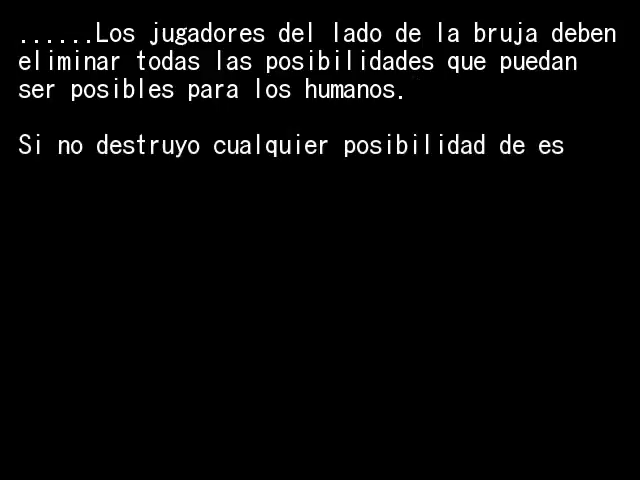 ......Los jugadores del lado de la bruja deben
eliminar todas las posibilidades que puedan
ser posibles para los humanos.
Si no destruyo cualquier posibilidad de es